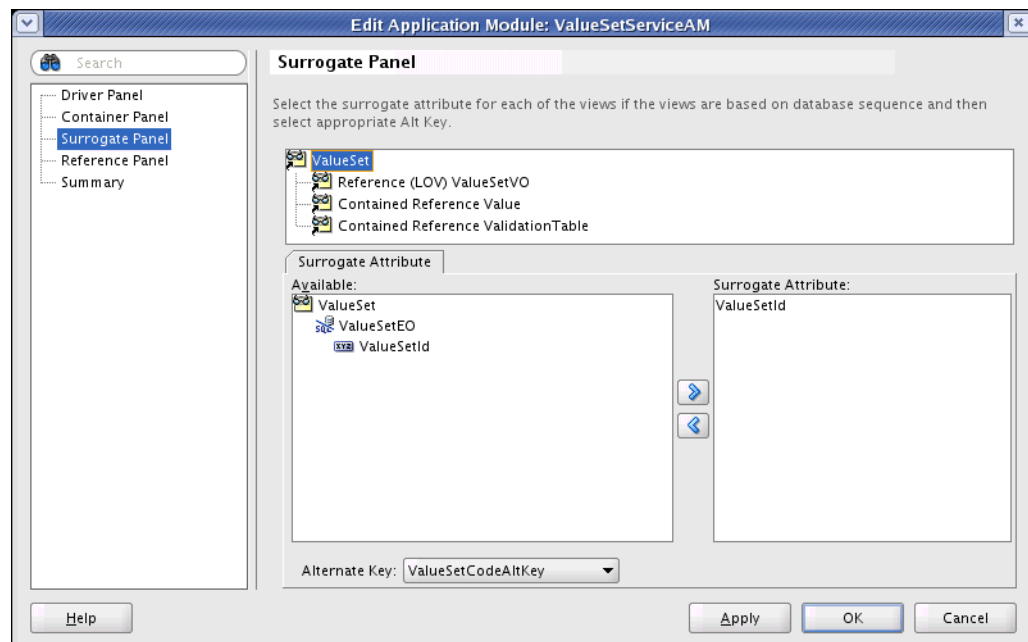 Edit Application Module: ValueSetServiceAM
Search
Driver Panel
Container Panel
Surrogate Panel
Reference Panel
Summary
Surrogate Panel
Select the surrogate attribute for each of the views if the views are based on database sequence and then
select appropriate Alt Key.
ValueSet
Reference (LOV) ValueSetVO
Contained Reference Value
Contained Reference ValidationTable
Surrogate Attribute
Available:
ValueSet
SQL ValueSetEO
XYZ ValueSetId
Surrogate Attribute:
ValueSetId
Alternate Key: ValueSetCodeAltKey
Help
Apply
OK
Cancel